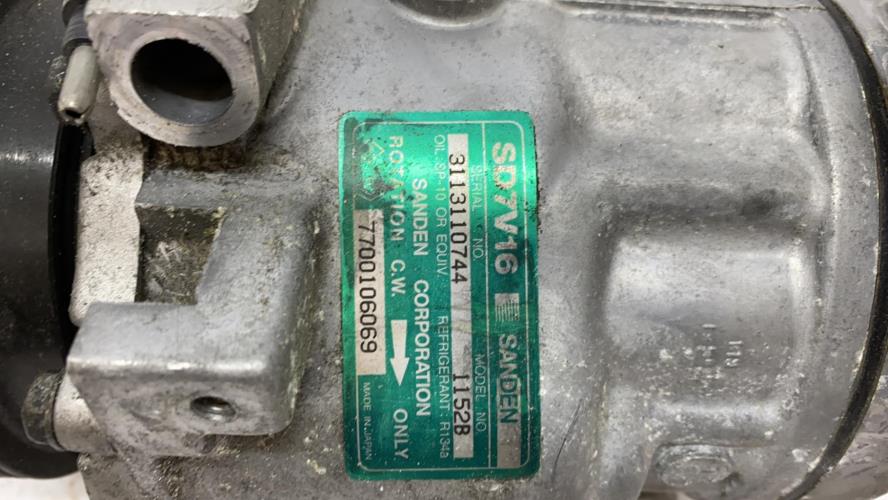 SD7V16 SANDEN
SERIAL NO. MODEL NO.
31131110744 1152B
OIL:SP-10 OR EQUIV. REFRIGERANT: R134a
SANDEN CORPORATION
ROTATION C.W. ONLY
7700106069 MADE IN JAPAN